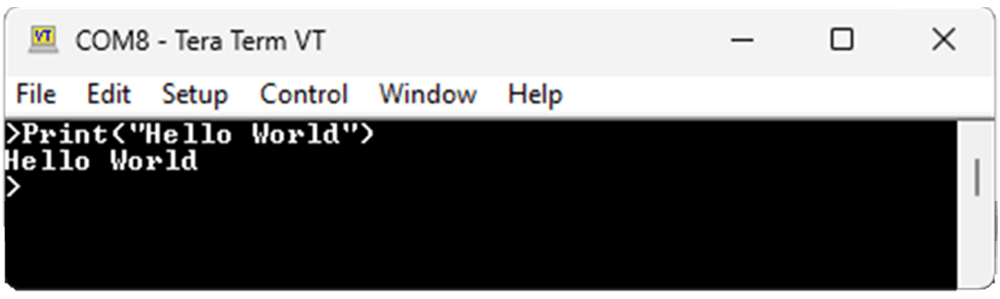 VT COM8 - Tera Term VT
File Edit Setup Control Window Help
>Print("Hello World")
Hello World
>